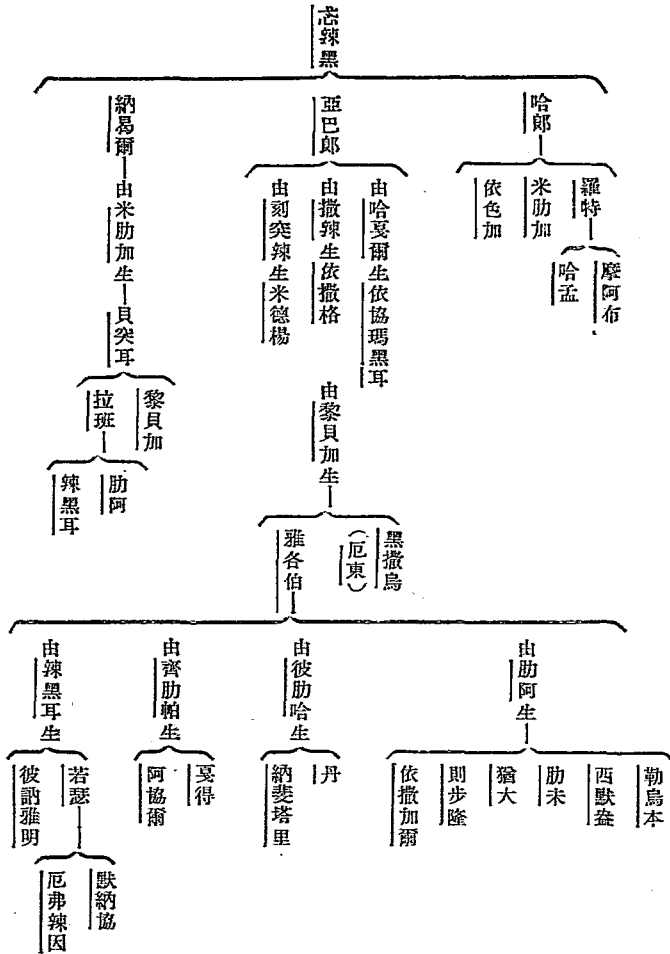 忒辣黑
哈郎
羅特
摩阿布
哈孟
米肋加
依色加
亞巴郎
由哈戛爾生依協瑪黑耳
由撒辣生依撒格
由刻突辣生米德楊
納曷爾
由米肋加生
貝突耳
黎貝加
拉班
肋阿
辣黑耳
由黎貝加生
黑撒烏
(厄東)
雅各伯
由肋阿生
勒烏本
西默盎
肋未
猶大
則步隆
依撒加爾
由彼肋哈生
丹
納斐塔里
由齊肋帕生
戛得
阿協爾
由辣黑耳生
若瑟
默納協
厄弗辣因
彼訥雅明